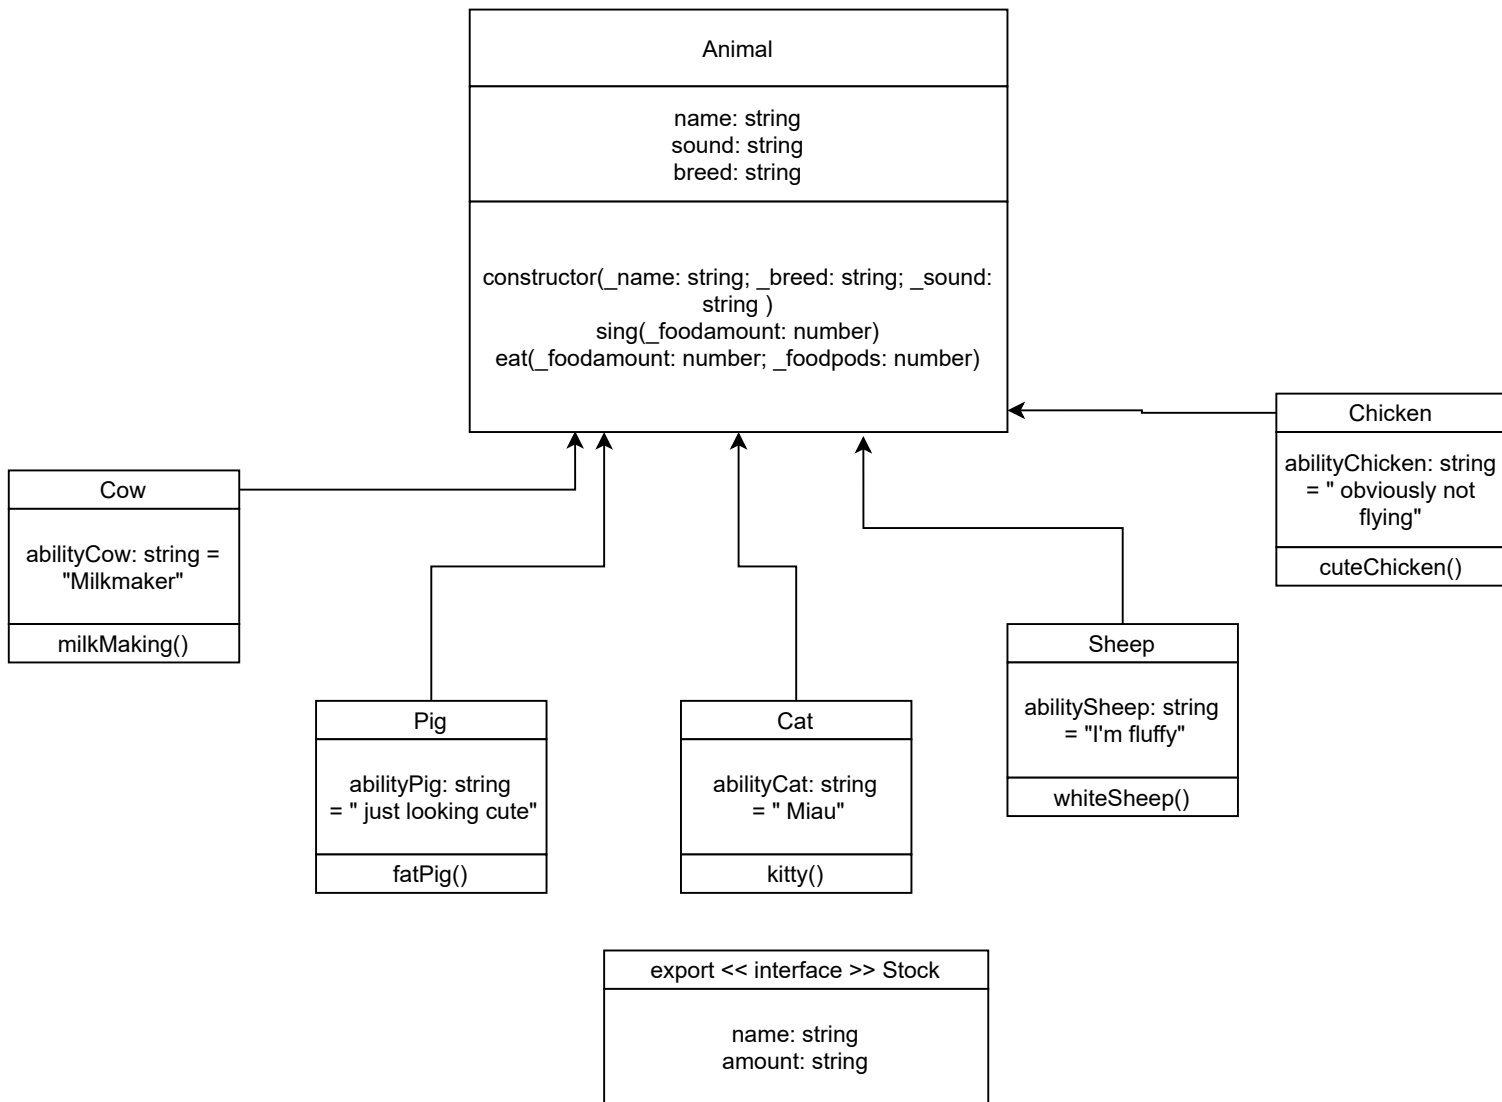 Animal
name: string
sound: string
breed: string
constructor(_name: string; _breed: string; _sound:
string )
sing(_foodamount: number)
eat(_foodamount: number; _foodpods: number)
Chicken
abilityChicken: string
= " obviously not
flying"
cuteChicken()
Cow
abilityCow: string =
"Milkmaker"
milkMaking()
Sheep
abilitySheep: string
= "I'm fluffy"
whiteSheep()
Pig
abilityPig: string
= " just looking cute"
fatPig()
Cat
abilityCat: string
= " Miau"
kitty()
export << interface >> Stock
name: string
amount: string